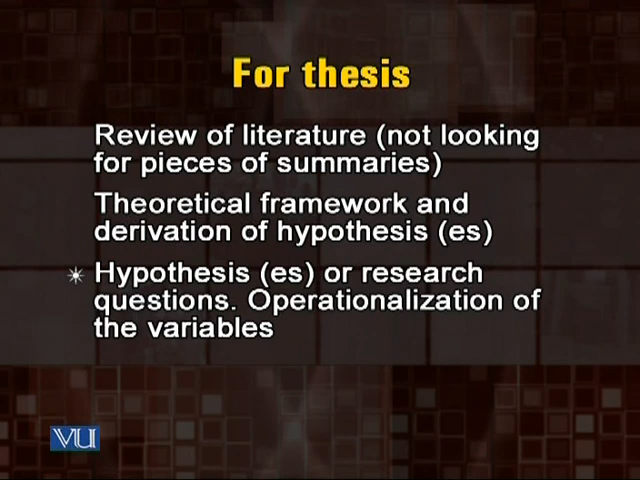 For thesis
Review of literature (not looking
for pieces of summaries)
Theoretical framework and
derivation of hypothesis (es)
Hypothesis (es) or research
questions. Operationalization of
the variables
VU